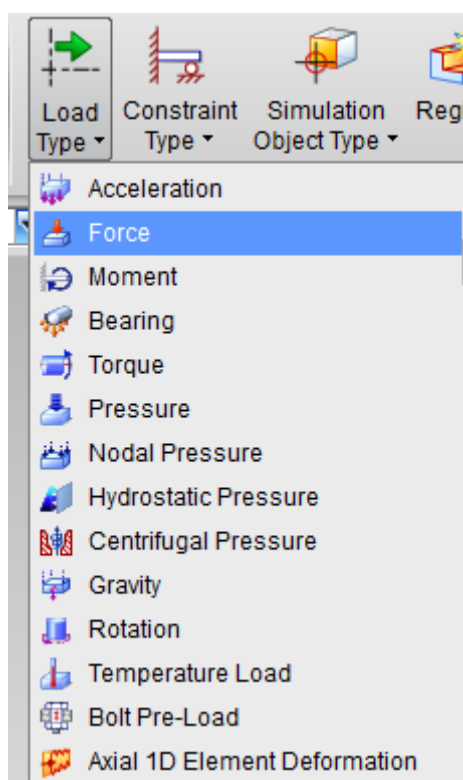 Load Type
Constraint Type
Simulation Object Type
Reg
Acceleration
Force
Moment
Bearing
Torque
Pressure
Nodal Pressure
Hydrostatic Pressure
Centrifugal Pressure
Gravity
Rotation
Temperature Load
Bolt Pre-Load
Axial 1D Element Deformation